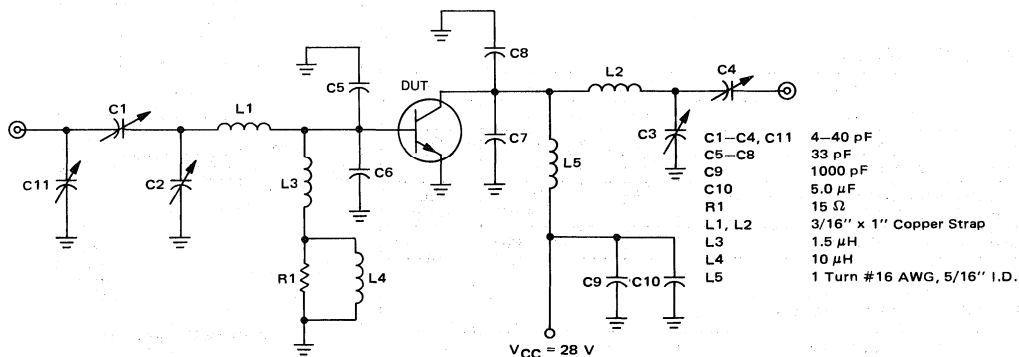 C8
DUT
C5
L2
C4
C1
L1
C7
C3
C11
C2
L3
C6
L5
R1
L4
C9
C10
VCC = 28 V
C1–C4, C11 4–40 pF
C5–C8 33 pF
C9 1000 pF
C10 5.0 μF
R1 15 Ω
L1, L2 3/16" x 1" Copper Strap
L3 1.5 μH
L4 10 μH
L5 1 Turn #16 AWG, 5/16" I.D.